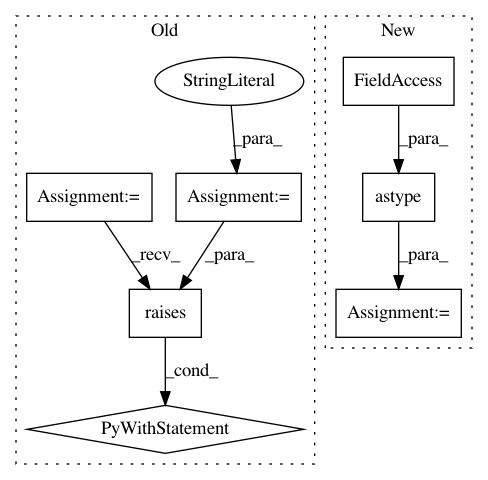 Old
New
StringLiteral
FieldAccess
_para_
_para_
Assignment:=
Assignment:=
astype
_recv_
_para_
_para_
raises
Assignment:=
_cond_
PyWithStatement